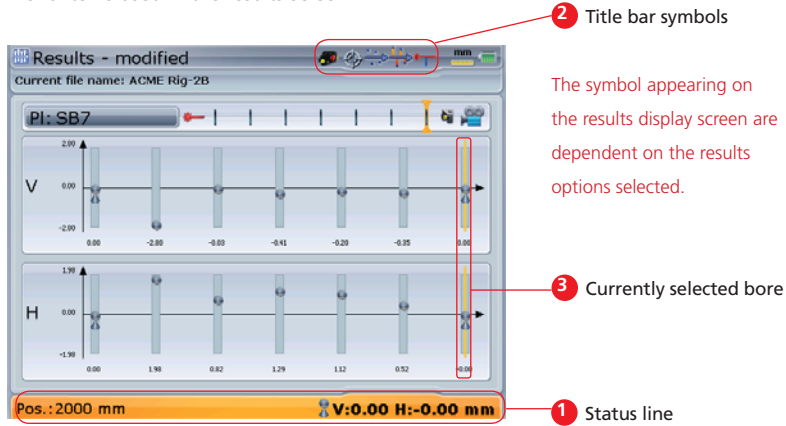 2 Title bar symbols
Results - modified
mm
Current file name: ACME Rig-2B
The symbol appearing on
the results display screen are
dependent on the results
options selected.
PI: SB7
2.00
V
0.00
-2.00
0.00 -2.80 -0.03 -0.41 -0.20 -0.35 0.00
1.98
H
0.00
-1.98
0.00 1.98 0.82 1.29 1.12 0.52 -0.00
3 Currently selected bore
Pos.:2000 mm V:0.00 H:-0.00 mm
1 Status line